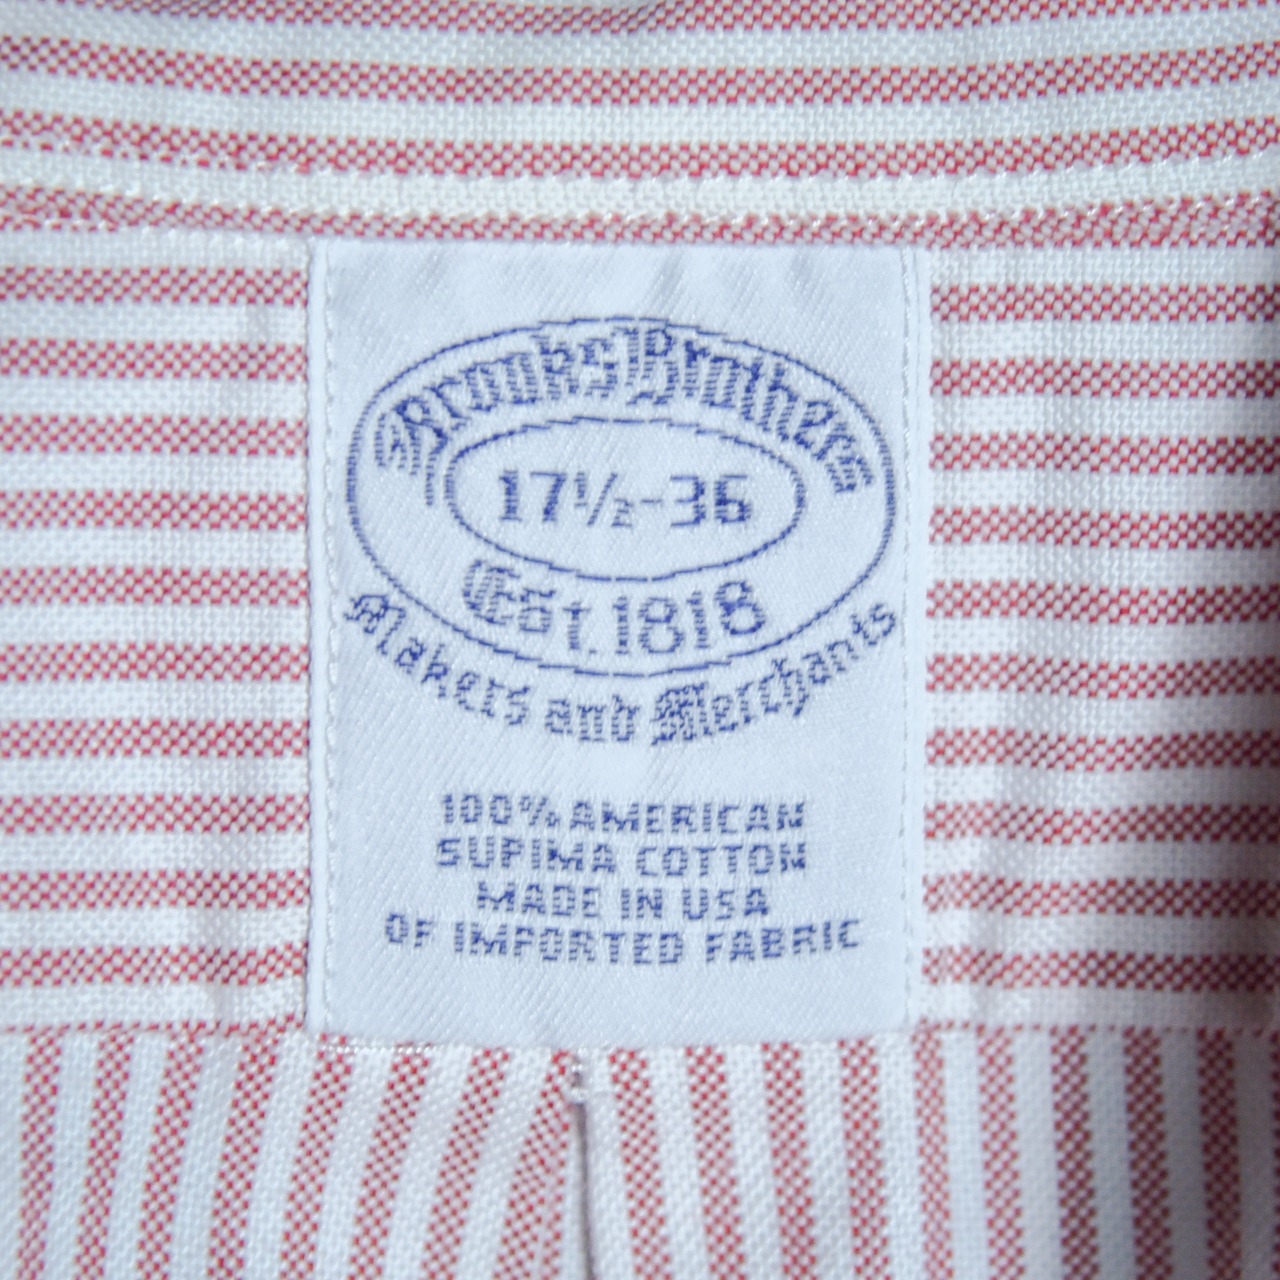 Brooks Brothers
17½-36
Est. 1818
Makers and Merchants
100% AMERICAN
SUPIMA COTTON
MADE IN USA
OF IMPORTED FABRIC